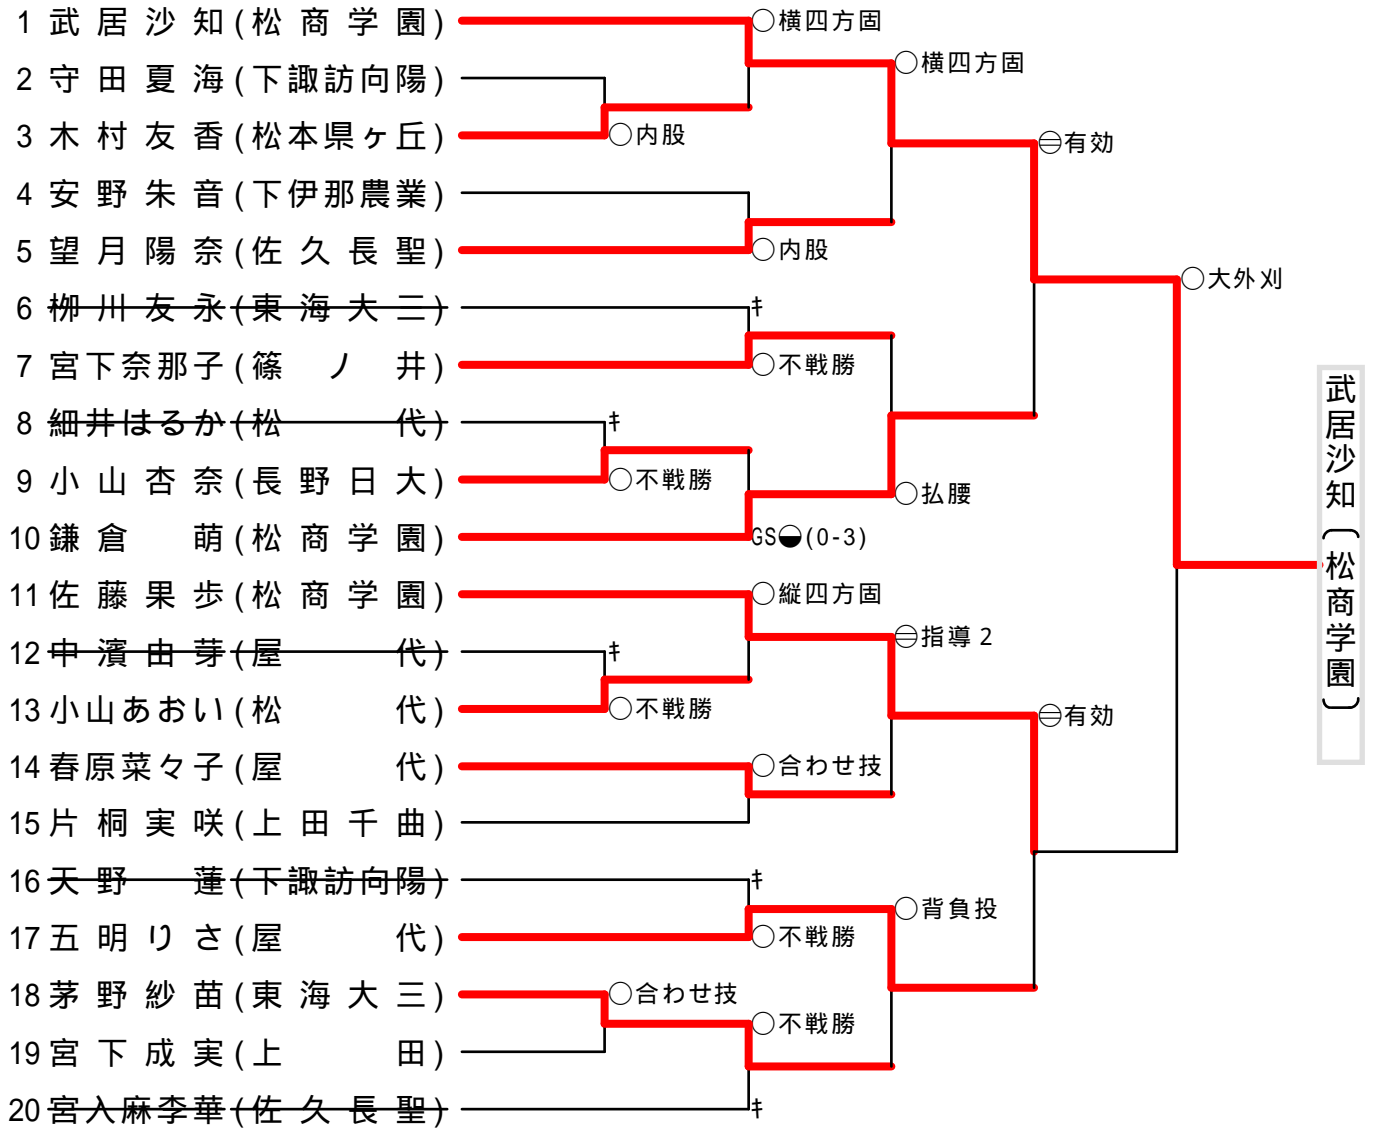 1 武居沙知(松商学園)
○横四方固
○横四方固
2 守田夏海(下諏訪向陽)
3 木村友香(松本県ヶ丘)
○内股
⊖有効
4 安野朱音(下伊那農業)
5 望月陽奈(佐久長聖)
○内股
○大外刈
6 栁川友永(東海大三)
キ
7 宮下奈那子(篠ノ井)
○不戦勝
8 細井はるか(松代)
キ
9 小山杏奈(長野日大)
○不戦勝
○払腰
10 鎌倉 萌(松商学園)
GS◒(0-3)
11 佐藤果歩(松商学園)
○縦四方固
⊖指導2
12 中濱由芽(屋代)
キ
13 小山あおい(松代)
○不戦勝
⊖有効
14 春原菜々子(屋代)
○合わせ技
15 片桐実咲(上田千曲)
16 天野 蓮(下諏訪向陽)
キ
○背負投
17 五明りさ(屋代)
○不戦勝
18 茅野紗苗(東海大三)
○合わせ技
○不戦勝
19 宮下成実(上田)
20 宮入麻李華(佐久長聖)
キ
武居沙知〔松商学園〕